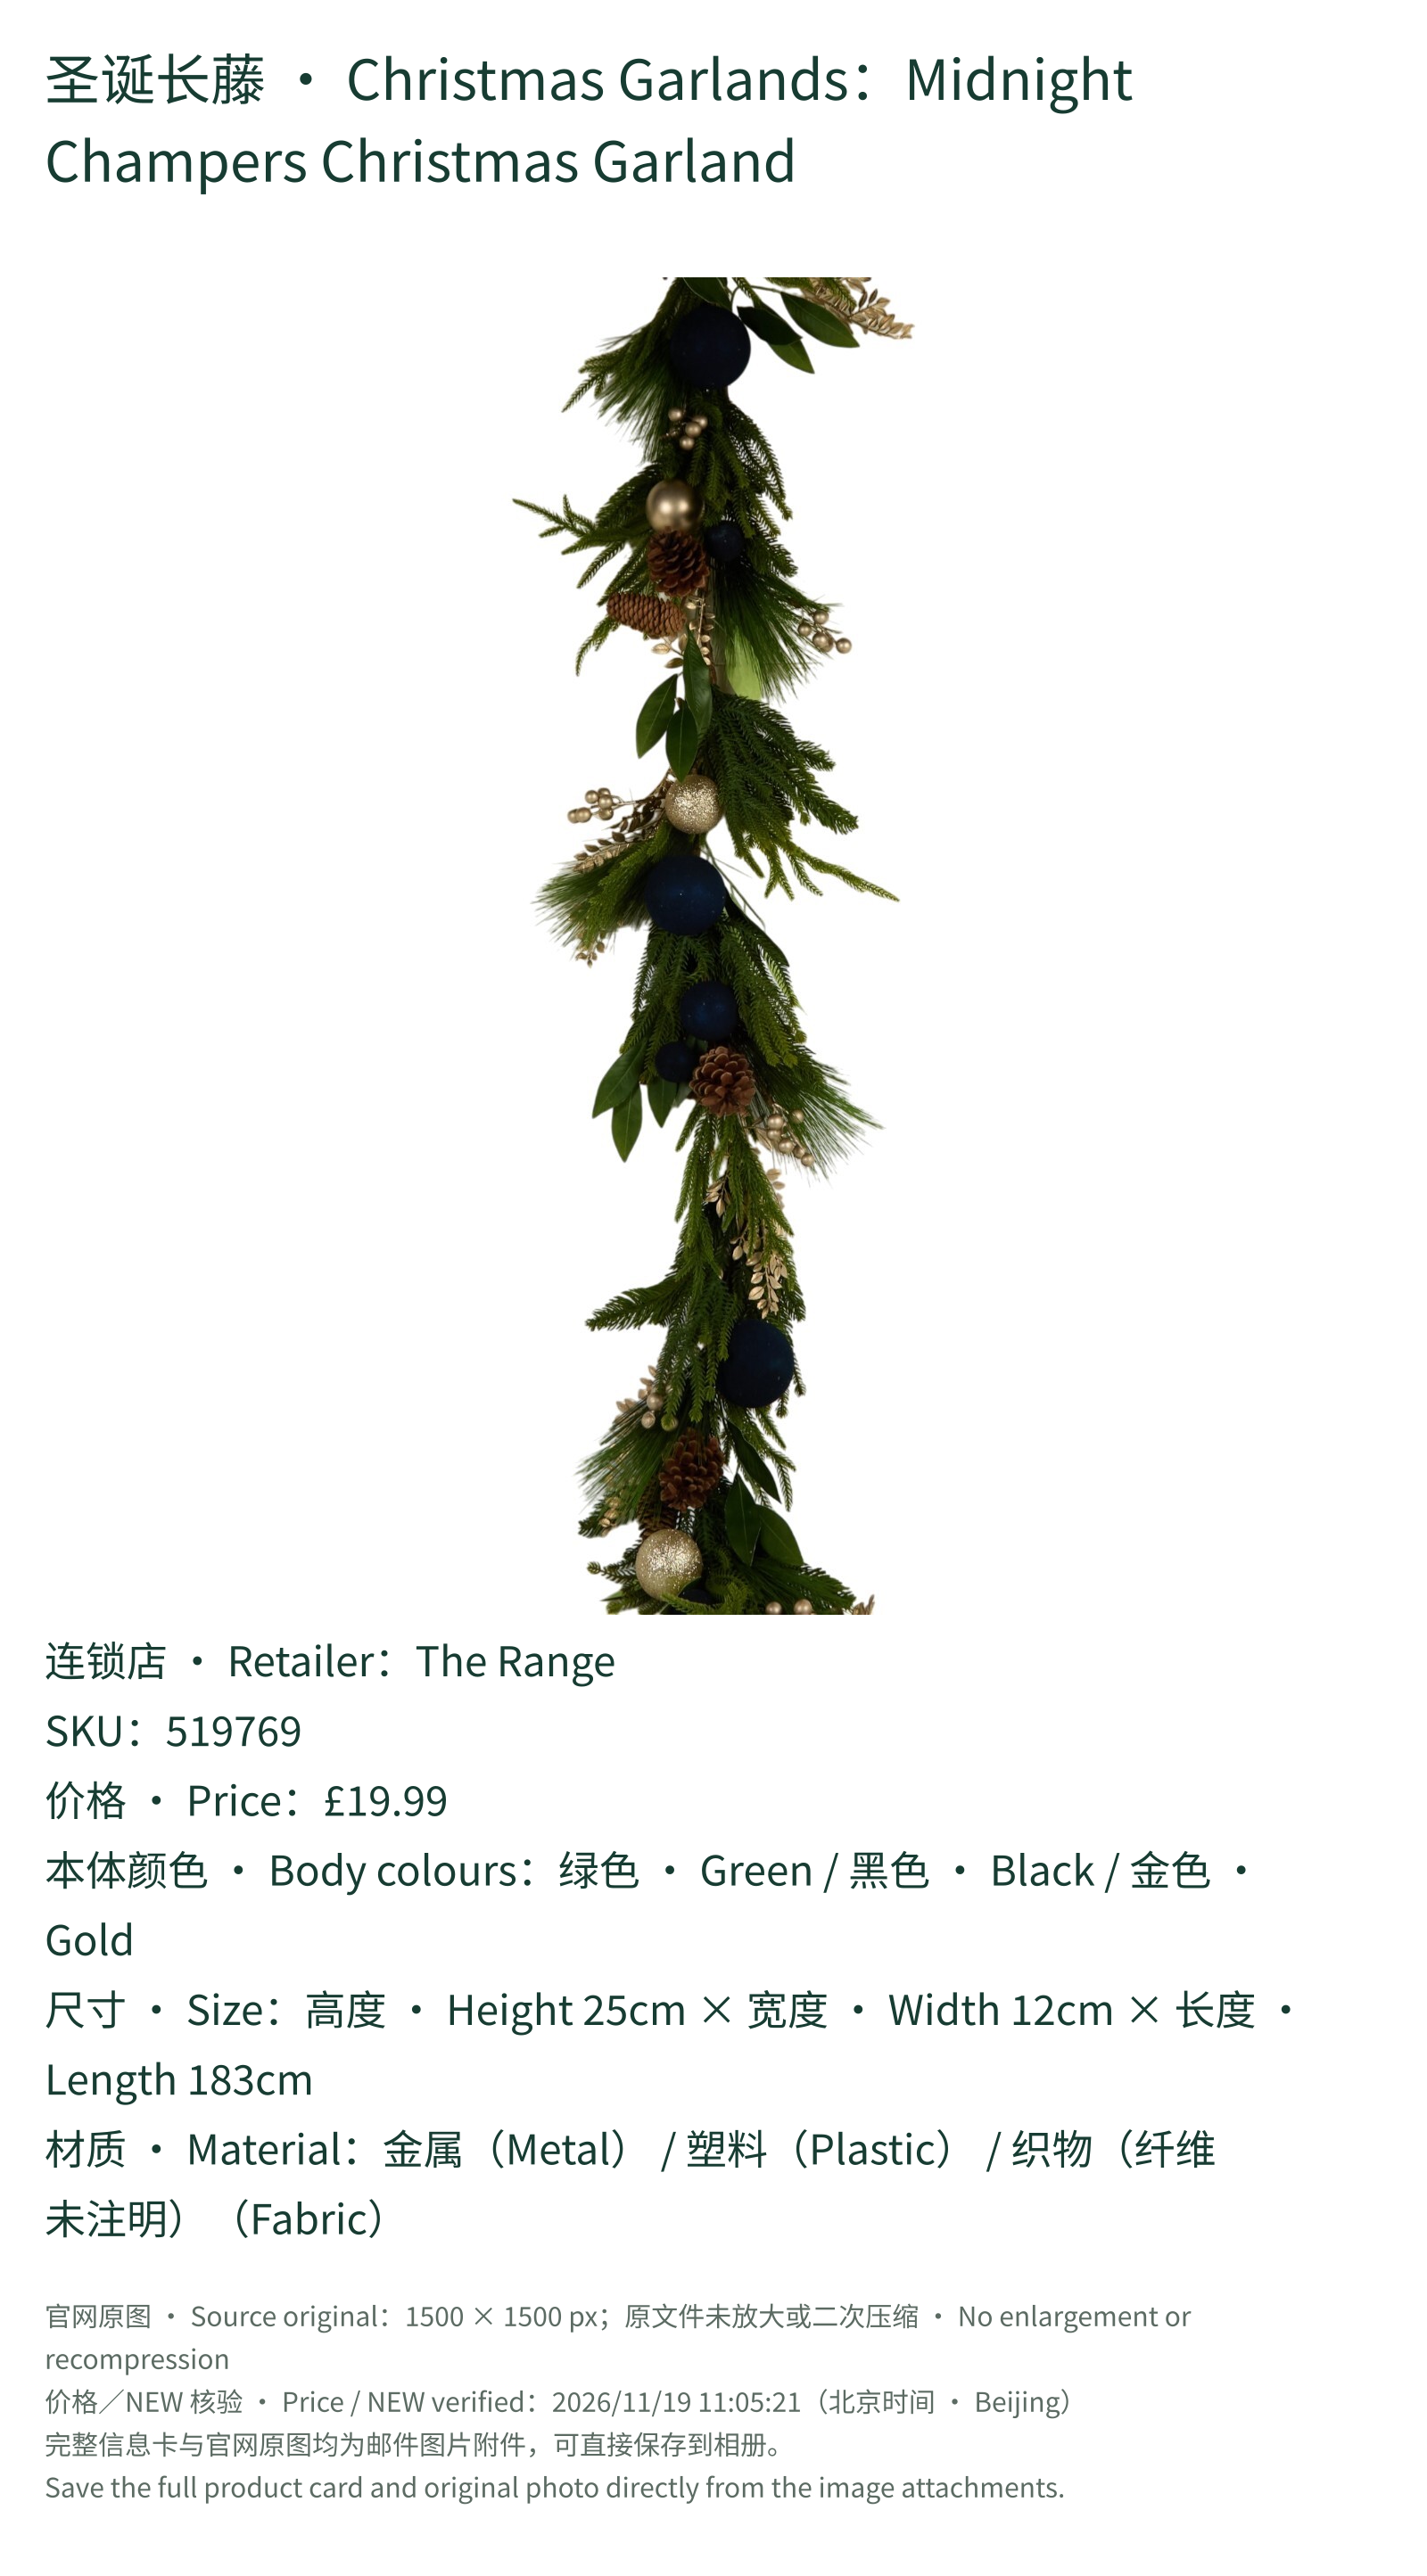 圣诞长藤 · Christmas Garlands：Midnight
Champers Christmas Garland
连锁店 · Retailer：The Range
SKU：519769
价格 · Price：£19.99
本体颜色 · Body colours：绿色 · Green / 黑色 · Black / 金色 ·
Gold
尺寸 · Size：高度 · Height 25cm × 宽度 · Width 12cm × 长度 ·
Length 183cm
材质 · Material：金属（Metal） / 塑料（Plastic） / 织物（纤维
未注明）（Fabric）
官网原图 · Source original：1500 × 1500 px；原文件未放大或二次压缩 · No enlargement or
recompression
价格／NEW 核验 · Price / NEW verified：2026/11/19 11:05:21（北京时间 · Beijing）
完整信息卡与官网原图均为邮件图片附件，可直接保存到相册。
Save the full product card and original photo directly from the image attachments.